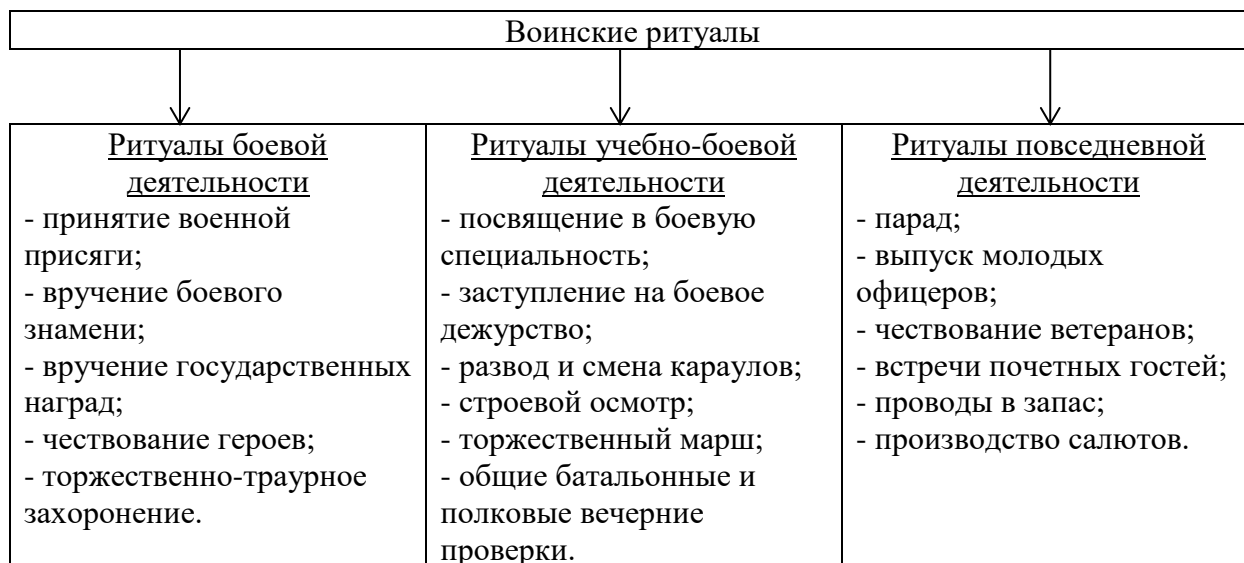 Воинские ритуалы
Ритуалы боевой
деятельности
- принятие военной
присяги;
- вручение боевого
знамени;
- вручение государственных
наград;
- чествование героев;
- торжественно-траурное
захоронение.
Ритуалы учебно-боевой
деятельности
- посвящение в боевую
специальность;
- заступление на боевое
дежурство;
- развод и смена караулов;
- строевой осмотр;
- торжественный марш;
- общие батальонные и
полковые вечерние
проверки.
Ритуалы повседневной
деятельности
- парад;
- выпуск молодых
офицеров;
- чествование ветеранов;
- встречи почетных гостей;
- проводы в запас;
- производство салютов.